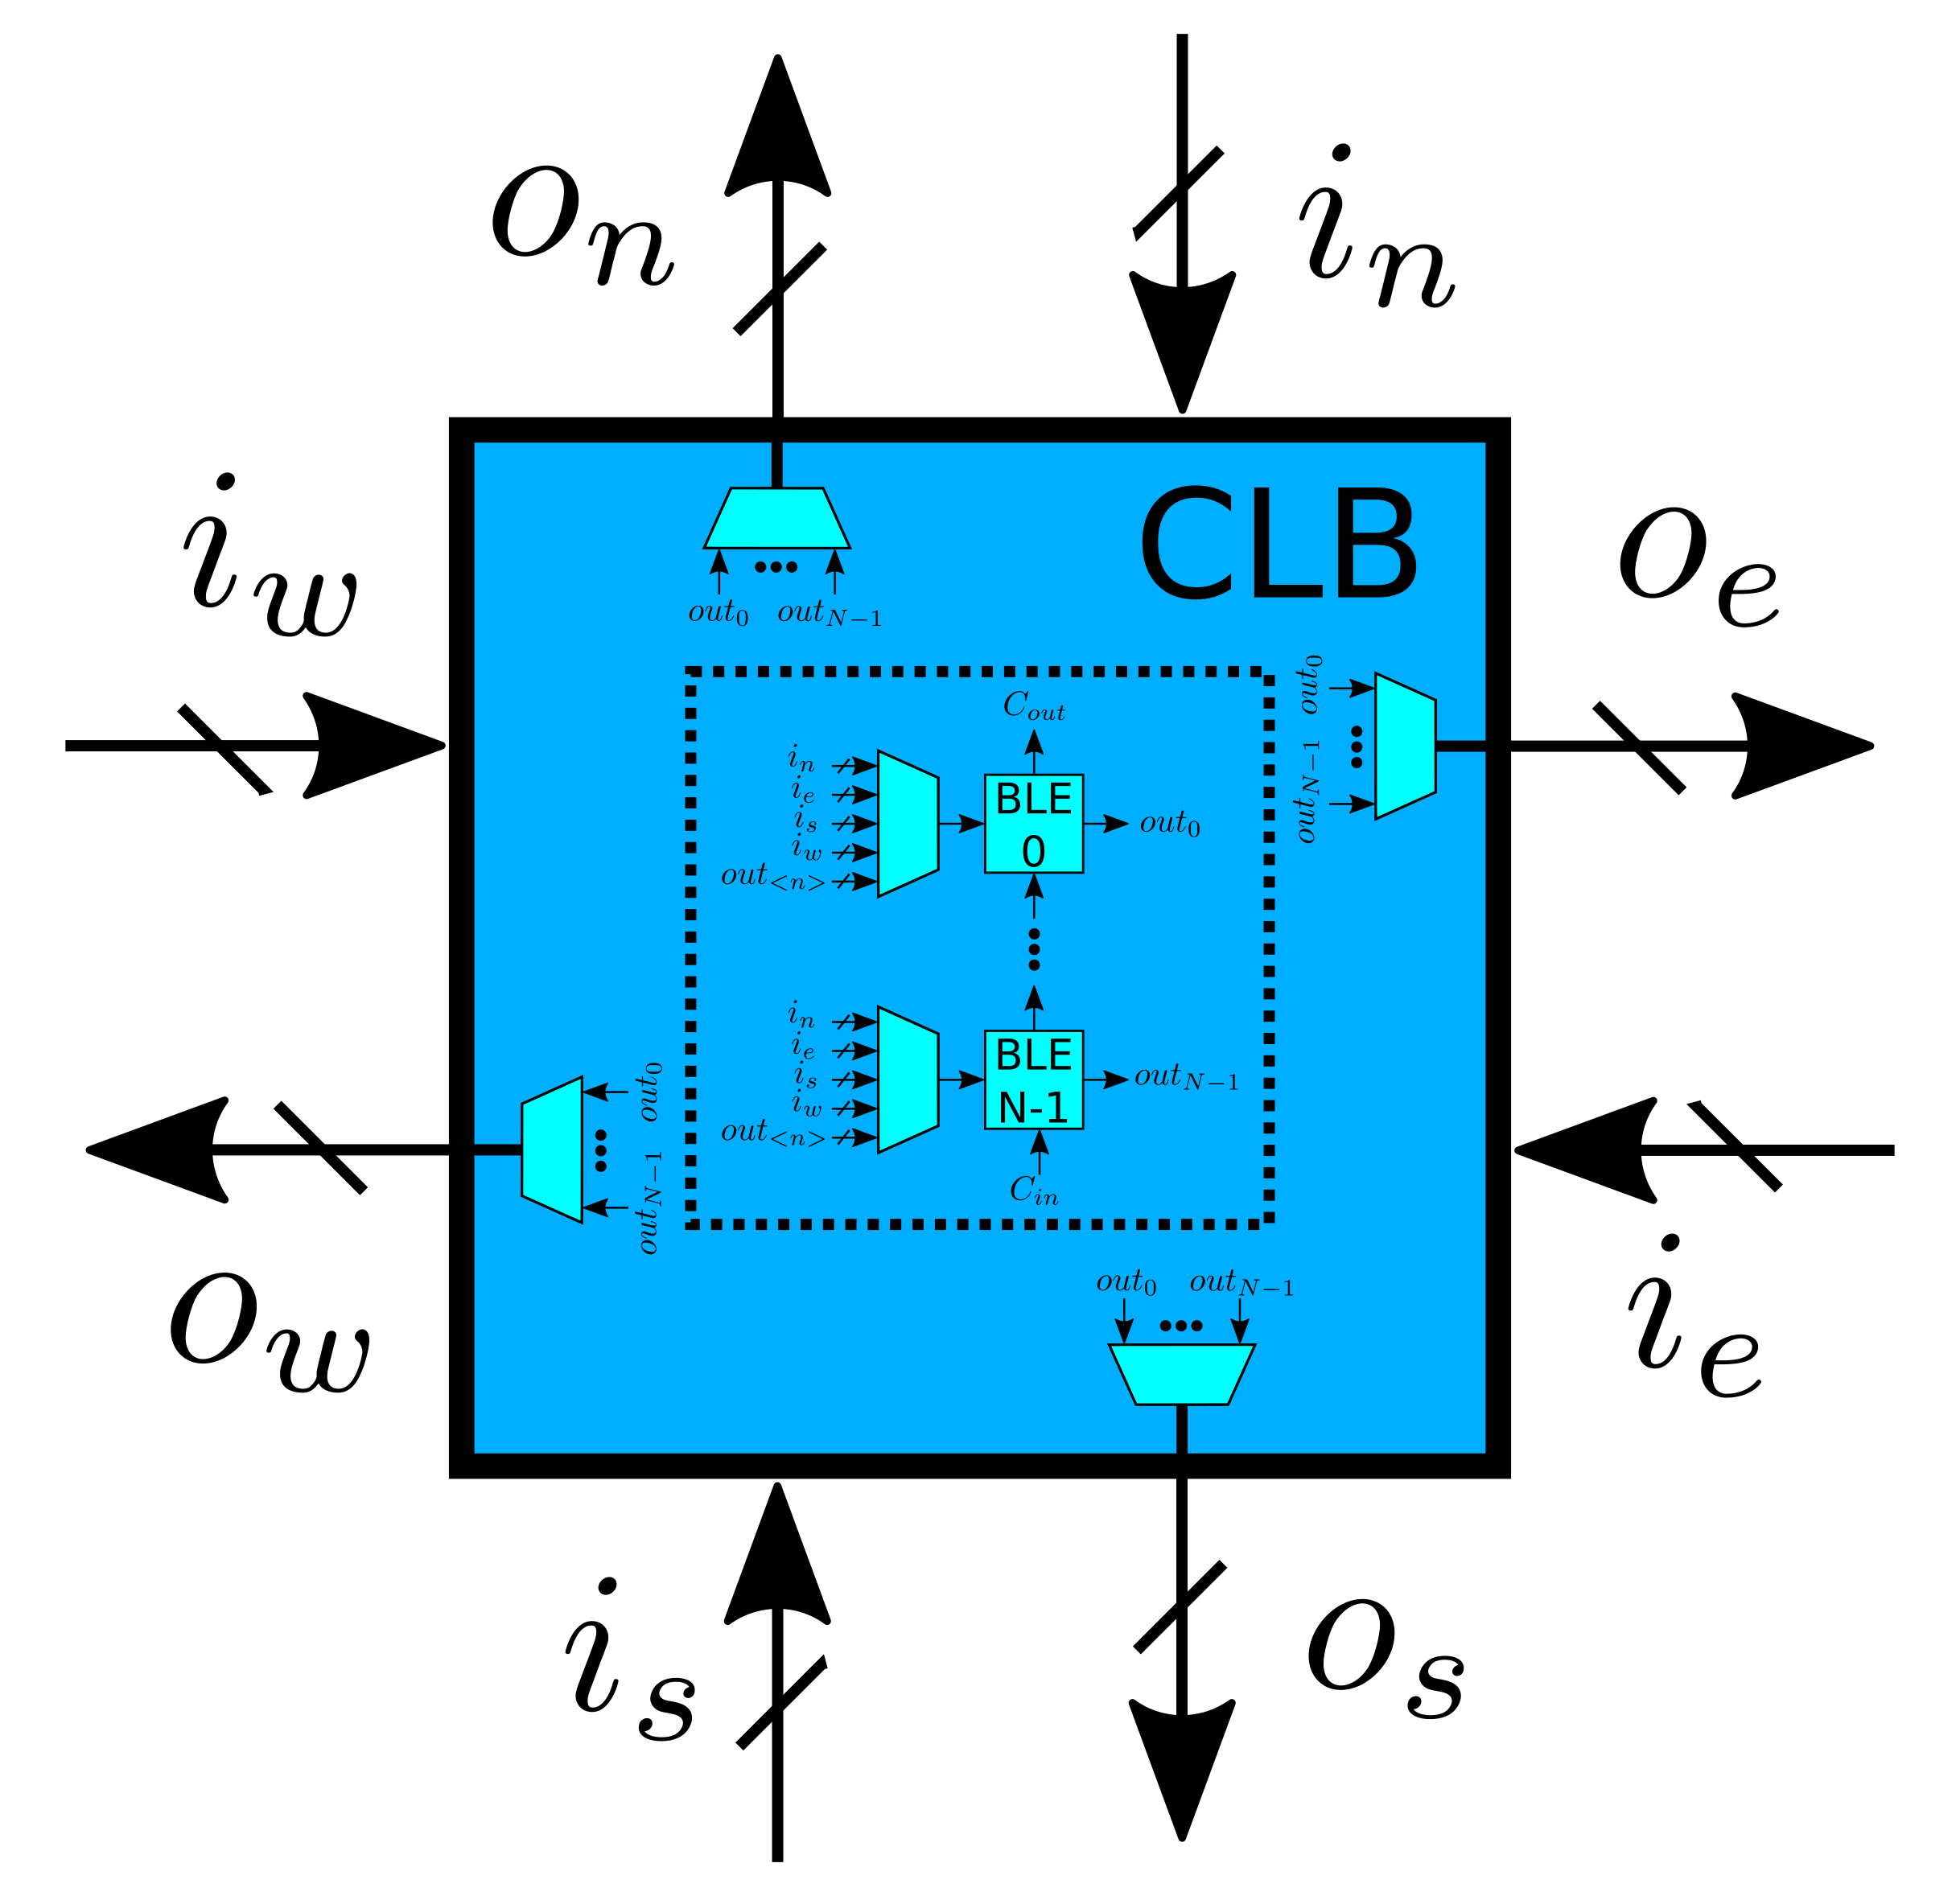 i_n
o_n
i_w
CLB
o_e
out_0 out_{N-1}
out_{N-1} out_0
C_{out}
i_n
i_e
i_s
i_w
out_{<n>}
BLE
0
out_0
i_n
i_e
i_s
i_w
out_{<n>}
BLE
N-1
out_{N-1}
C_{in}
out_{N-1} out_0
o_w
out_0 out_{N-1}
i_e
i_s
o_s